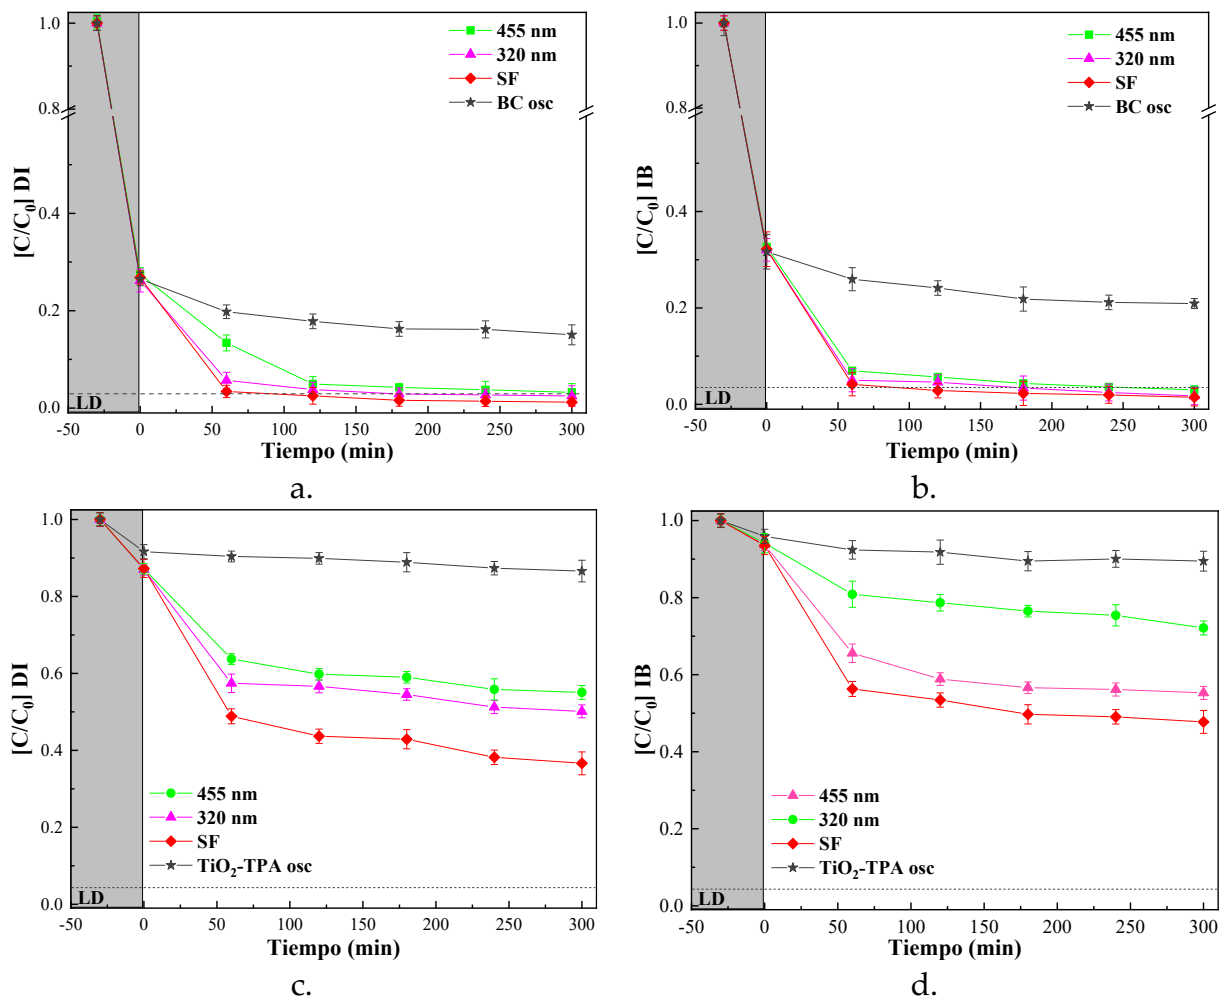 [C/C₀] DI
1.0
0.8
0.4
0.2
0.0
455 nm
320 nm
SF
BC osc
LD
-50 0 50 100 150 200 250 300
Tiempo (min)
a.
[C/C₀] IB
1.0
0.8
0.4
0.2
0.0
455 nm
320 nm
SF
BC osc
LD
-50 0 50 100 150 200 250 300
Tiempo (min)
b.
[C/C₀] DI
1.0
0.8
0.6
0.4
0.2
0.0
455 nm
320 nm
SF
TiO₂-TPA osc
LD
-50 0 50 100 150 200 250 300
Tiempo (min)
c.
[C/C₀] IB
1.0
0.8
0.6
0.4
0.2
0.0
455 nm
320 nm
SF
TiO₂-TPA osc
LD
-50 0 50 100 150 200 250 300
Tiempo (min)
d.